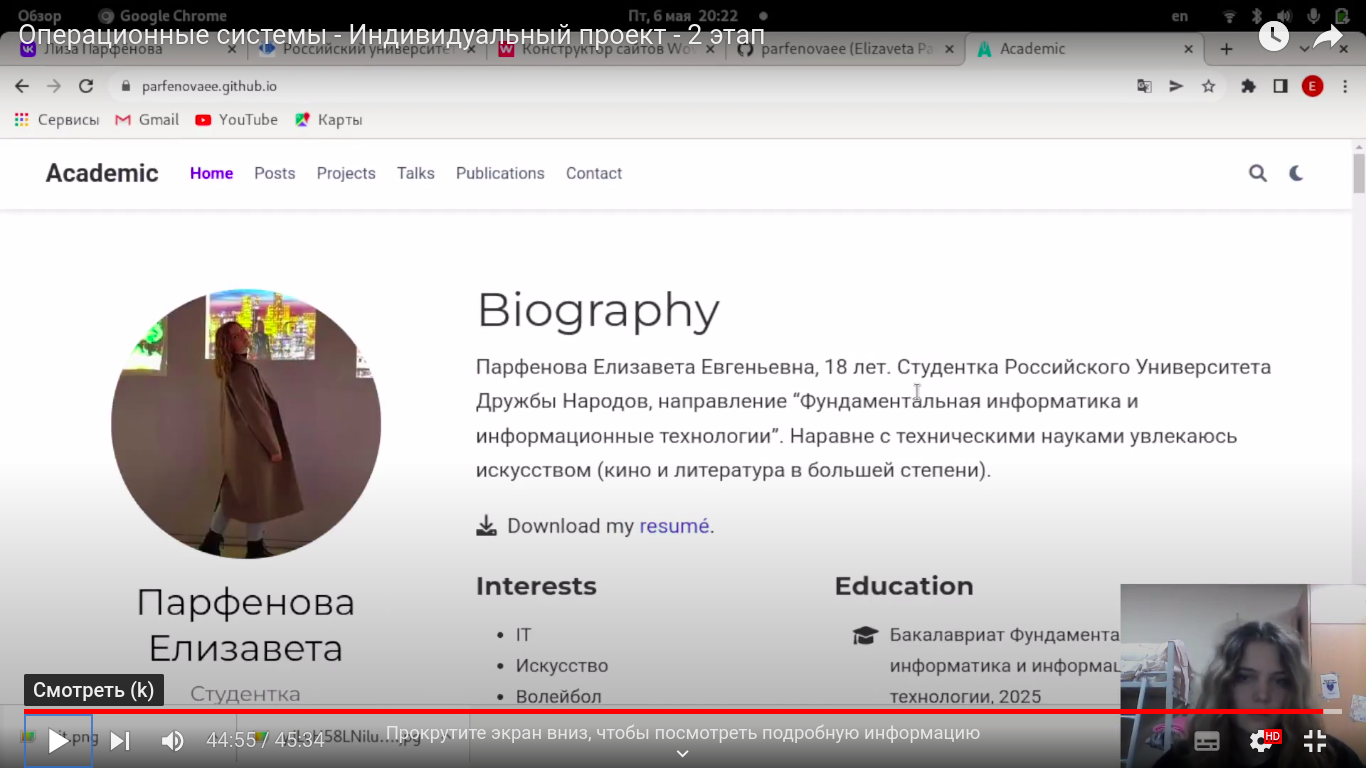 Обзор
Google Chrome
Пт, 6 мая 20:22
en
Операционные системы - Индивидуальный проект - 2 этап
Лиза Парфёнова
Российский университе
Конструктор сайтов Wo
parfenovaee (Elizaveta Pa
Academic
parfenovaee.github.io
E
Сервисы
Gmail
YouTube
Карты
Academic
Home
Posts
Projects
Talks
Publications
Contact
Biography
Парфенова Елизавета Евгеньевна, 18 лет. Студентка Российского Университета
Дружбы Народов, направление “Фундаментальная информатика и
информационные технологии”. Наравне с техническими науками увлекаюсь
искусством (кино и литература в большей степени).
Download my resumé.
Парфенова
Елизавета
Студентка
Interests
IT
Искусство
Волейбол
Education
Бакалавриат Фундамента
информатика и информац
технологии, 2025
Смотреть (k)
44:55 / 45:34
Прокрутите экран вниз, чтобы посмотреть подробную информацию
HD